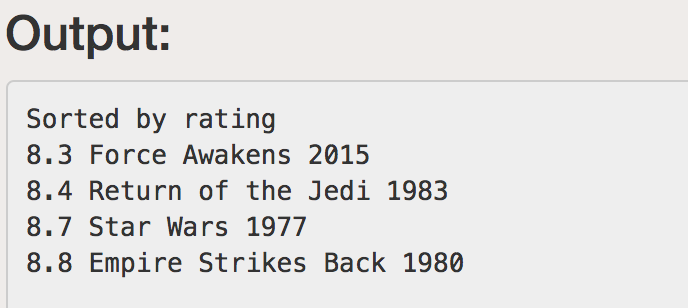 Output:
Sorted by rating
8.3 Force Awakens 2015
8.4 Return of the Jedi 1983
8.7 Star Wars 1977
8.8 Empire Strikes Back 1980